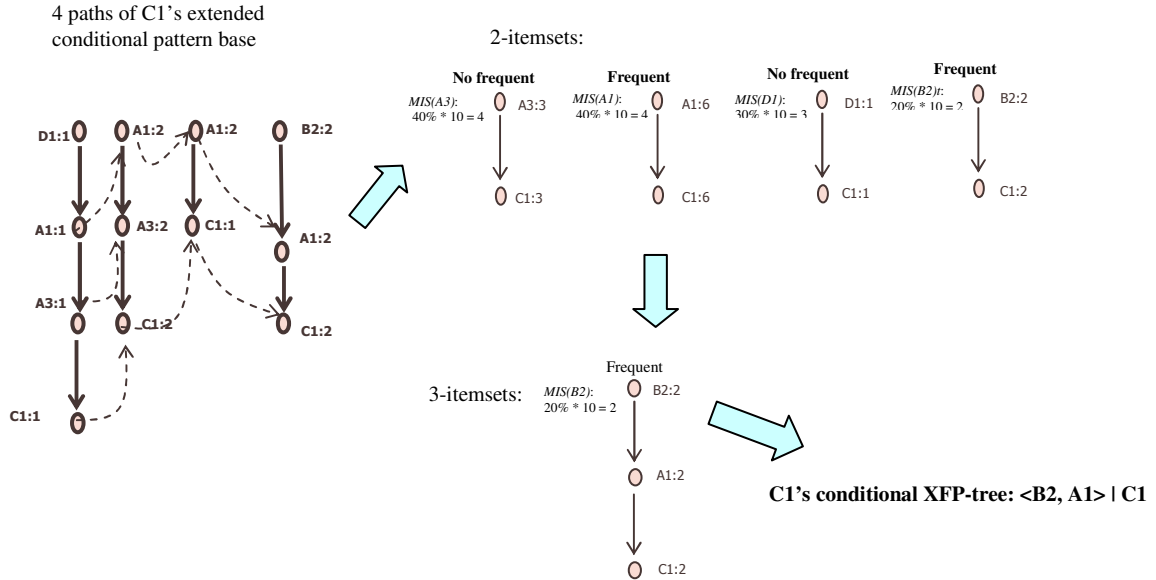 4 paths of C1's extended
conditional pattern base
2-itemsets:
No frequent
Frequent
No frequent
Frequent
MIS(A3):
40% * 10 = 4
A3:3
C1:3
MIS(A1):
40% * 10 = 4
A1:6
C1:6
MIS(D1):
30% * 10 = 3
D1:1
C1:1
MIS(B2)t:
20% * 10 = 2
B2:2
C1:2
D1:1
A1:2
A1:2
B2:2
A1:1
A3:2
C1:1
A1:2
A3:1
C1:2
C1:2
C1:1
3-itemsets:
Frequent
MIS(B2):
20% * 10 = 2
B2:2
A1:2
C1:2
C1's conditional XFP-tree: <B2, A1> | C1